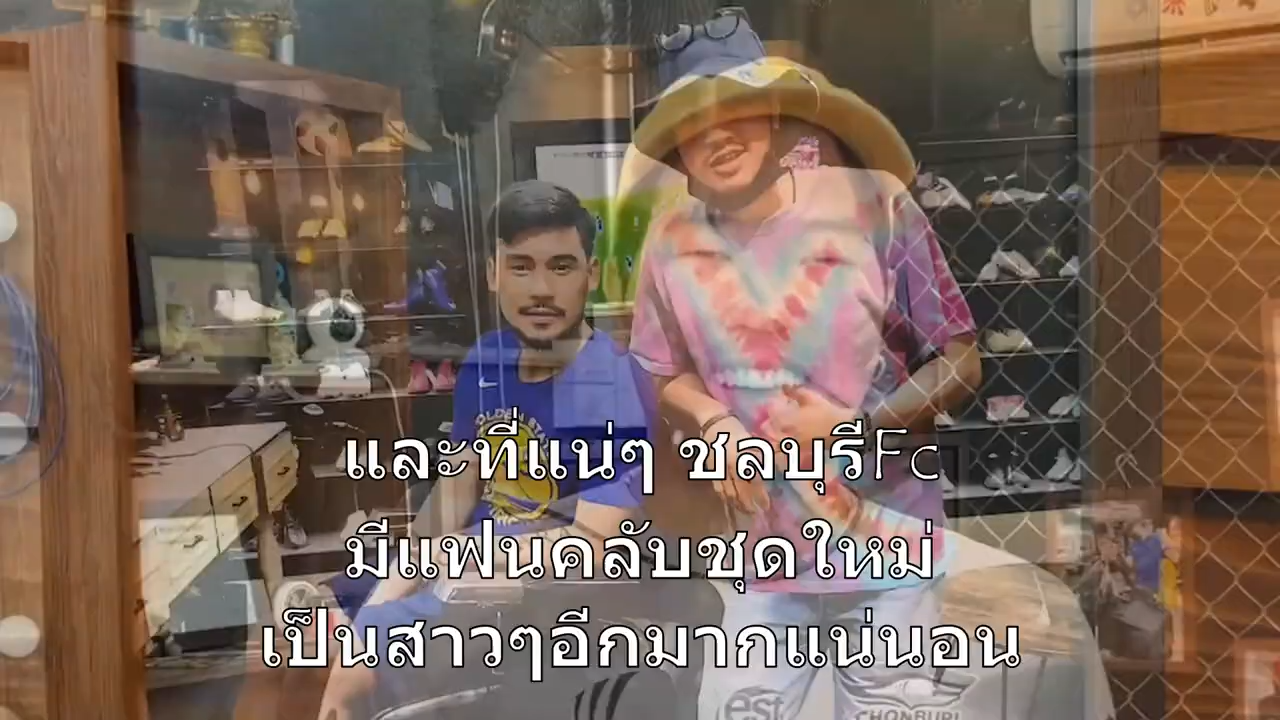 และที่แน่ๆ ชลบุรีFc
มีแฟนคลับชุดใหม่
เป็นสาวๆอีกมากแน่นอน
est
CHONBURI